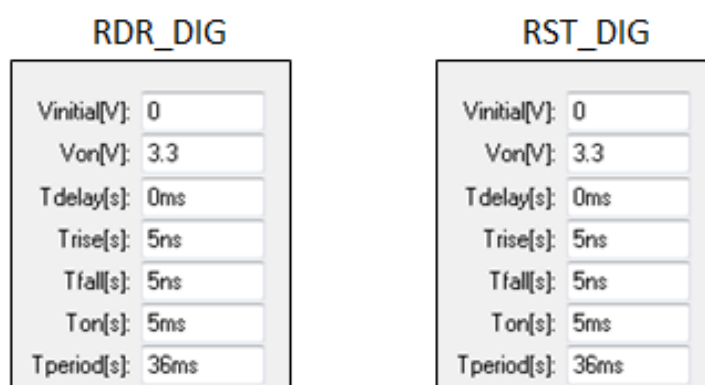 RDR_DIG
Vinitial[V]: 0
Von[V]: 3.3
Tdelay[s]: 0ms
Trise[s]: 5ns
Tfall[s]: 5ns
Ton[s]: 5ms
Tperiod[s]: 36ms
RST_DIG
Vinitial[V]: 0
Von[V]: 3.3
Tdelay[s]: 0ms
Trise[s]: 5ns
Tfall[s]: 5ns
Ton[s]: 5ms
Tperiod[s]: 36ms